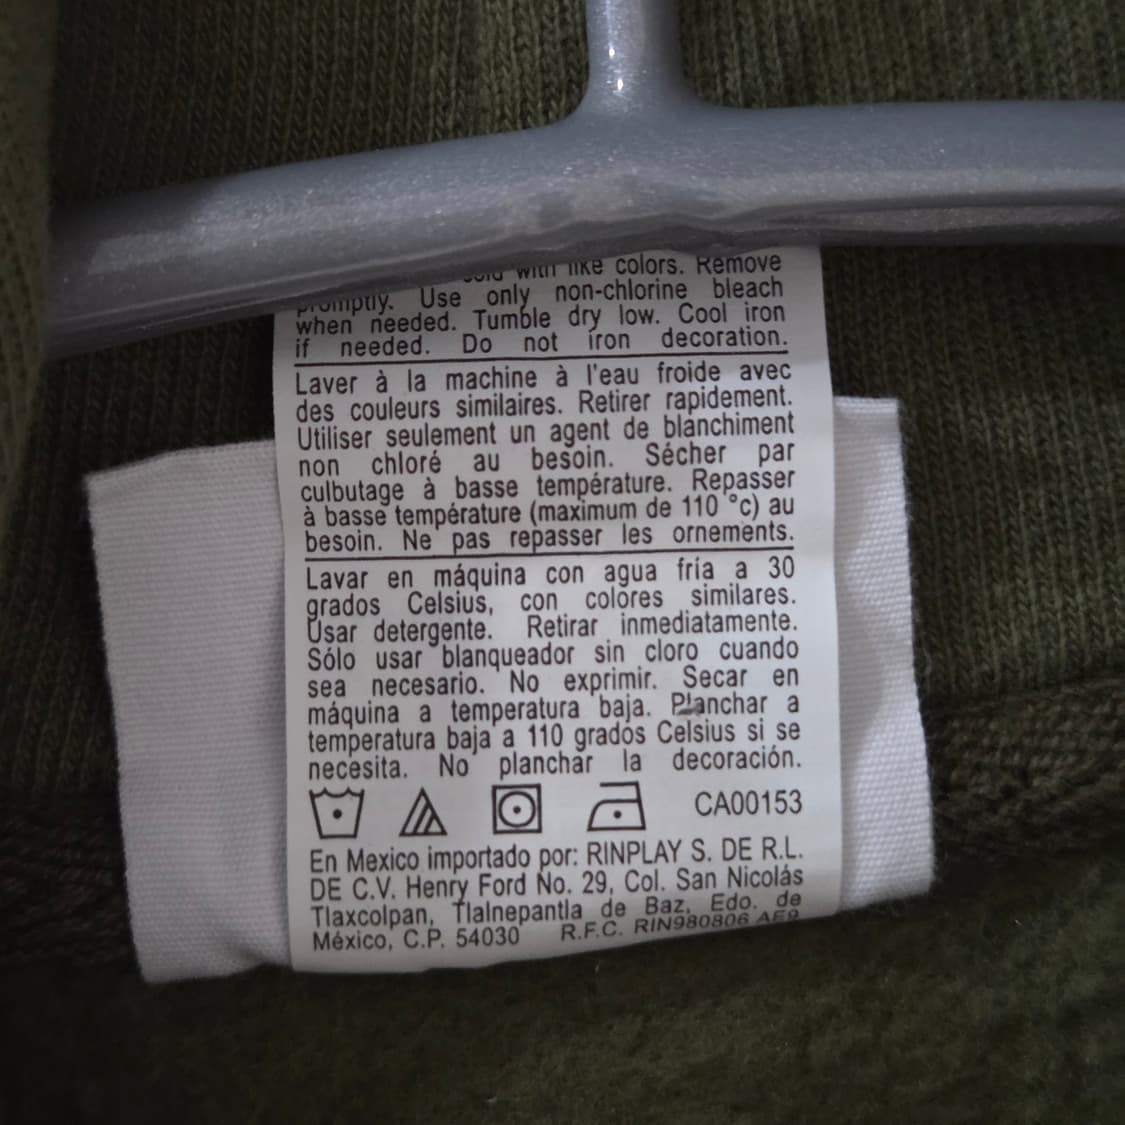 with like colors. Remove
promptly. Use only non-chlorine bleach
when needed. Tumble dry low. Cool iron
if needed. Do not iron decoration.
Laver à la machine à l'eau froide avec
des couleurs similaires. Retirer rapidement.
Utiliser seulement un agent de blanchiment
non chloré au besoin. Sécher par
culbutage à basse température. Repasser
à basse température (maximum de 110 °c) au
besoin. Ne pas repasser les ornements.
Lavar en máquina con agua fría a 30
grados Celsius, con colores similares.
Usar detergente. Retirar inmediatamente.
Sólo usar blanqueador sin cloro cuando
sea necesario. No exprimir. Secar en
máquina a temperatura baja. Planchar a
temperatura baja a 110 grados Celsius si se
necesita. No planchar la decoración.
CA00153
En Mexico importado por: RINPLAY S. DE R.L.
DE C.V. Henry Ford No. 29, Col. San Nicolás
Tlaxcolpan, Tlalnepantla de Baz, Edo. de
México, C.P. 54030 R.F.C. RIN980806 AE9